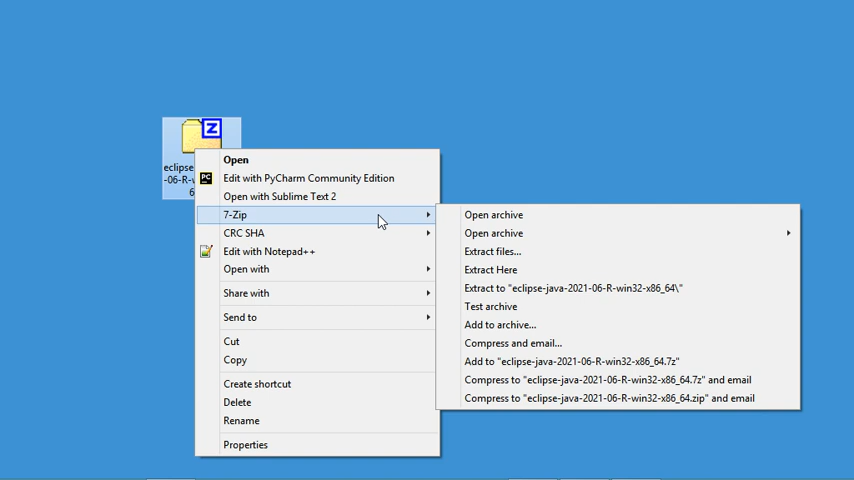 Z
eclipse
-06-R-w
6
Open
PC
Edit with PyCharm Community Edition
Open with Sublime Text 2
7-Zip
CRC SHA
Edit with Notepad++
Open with
Share with
Send to
Cut
Copy
Create shortcut
Delete
Rename
Properties
Open archive
Open archive
Extract files...
Extract Here
Extract to "eclipse-java-2021-06-R-win32-x86_64\"
Test archive
Add to archive...
Compress and email...
Add to "eclipse-java-2021-06-R-win32-x86_64.7z"
Compress to "eclipse-java-2021-06-R-win32-x86_64.7z" and email
Compress to "eclipse-java-2021-06-R-win32-x86_64.zip" and email